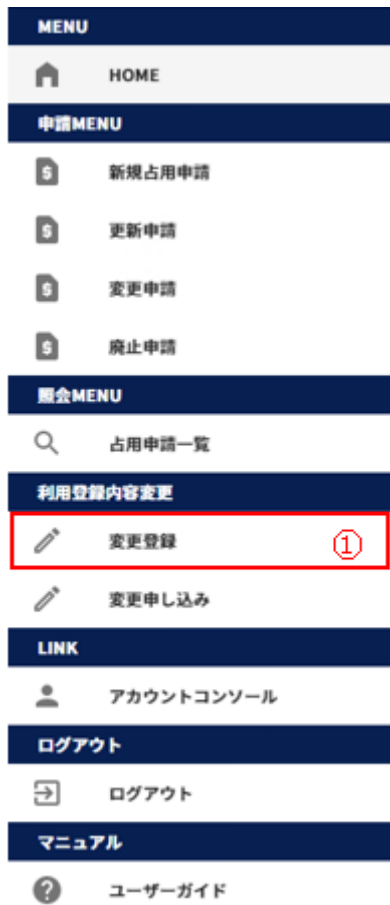 MENU
HOME
申請MENU
新規占用申請
更新申請
変更申請
廃止申請
照会MENU
占用申請一覧
利用登録内容変更
変更登録 ①
変更申し込み
LINK
アカウントコンソール
ログアウト
ログアウト
マニュアル
ユーザーガイド